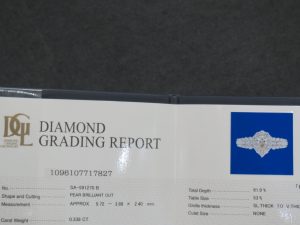 DGL
DIAMOND
GRADING REPORT
1096107717827
No. SA-091270 B
Shape and Cutting PEAR BRILLIANT CUT
Measurement Approx. 5.72 - 3.88 × 2.40 mm
Carat Weight 0.338 CT
Total Depth 61.9 %
Table Size 53 %
Girdle Thickness SL.THICK TO V.THICK
Culet Size NONE